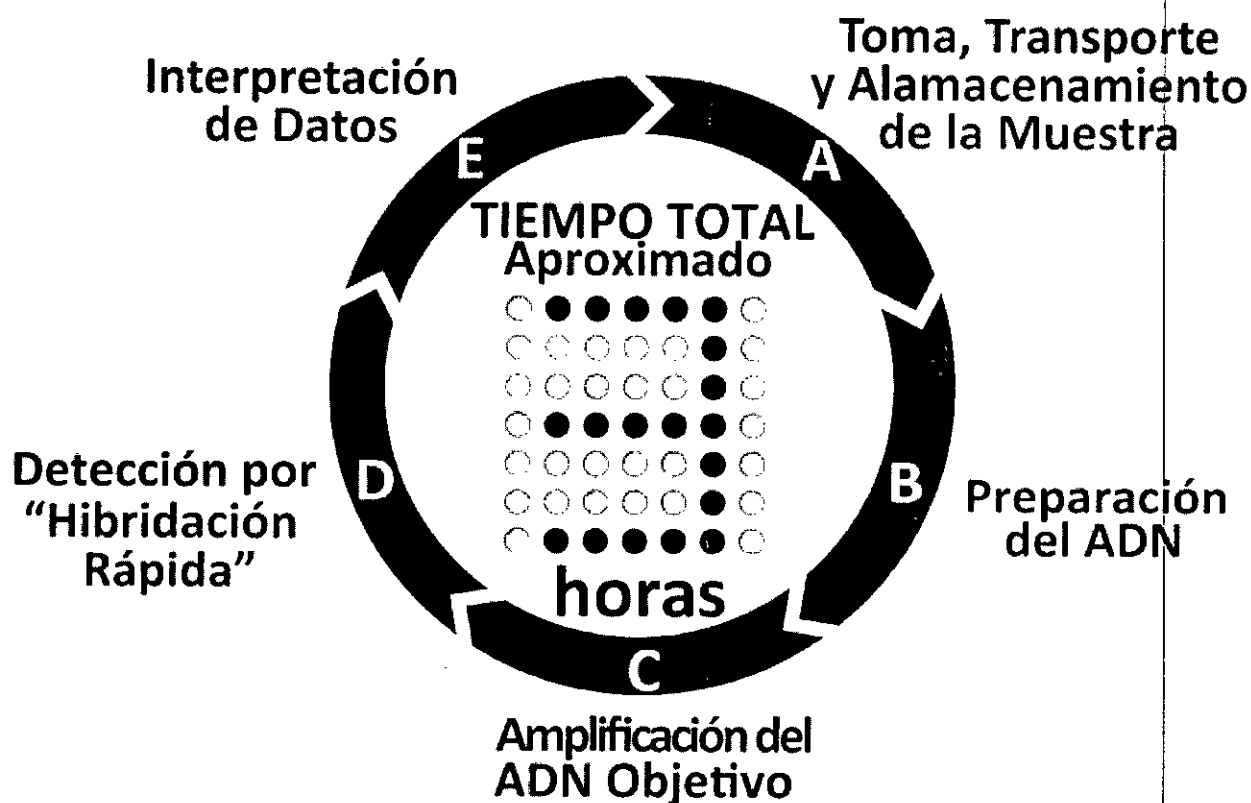 Toma, Transporte
y Alamacenamiento
de la Muestra
A
Preparación
del ADN
B
Amplificación del
ADN Objetivo
C
Detección por
“Hibridación
Rápida”
D
Interpretación
de Datos
E
TIEMPO TOTAL
Aproximado
3
horas